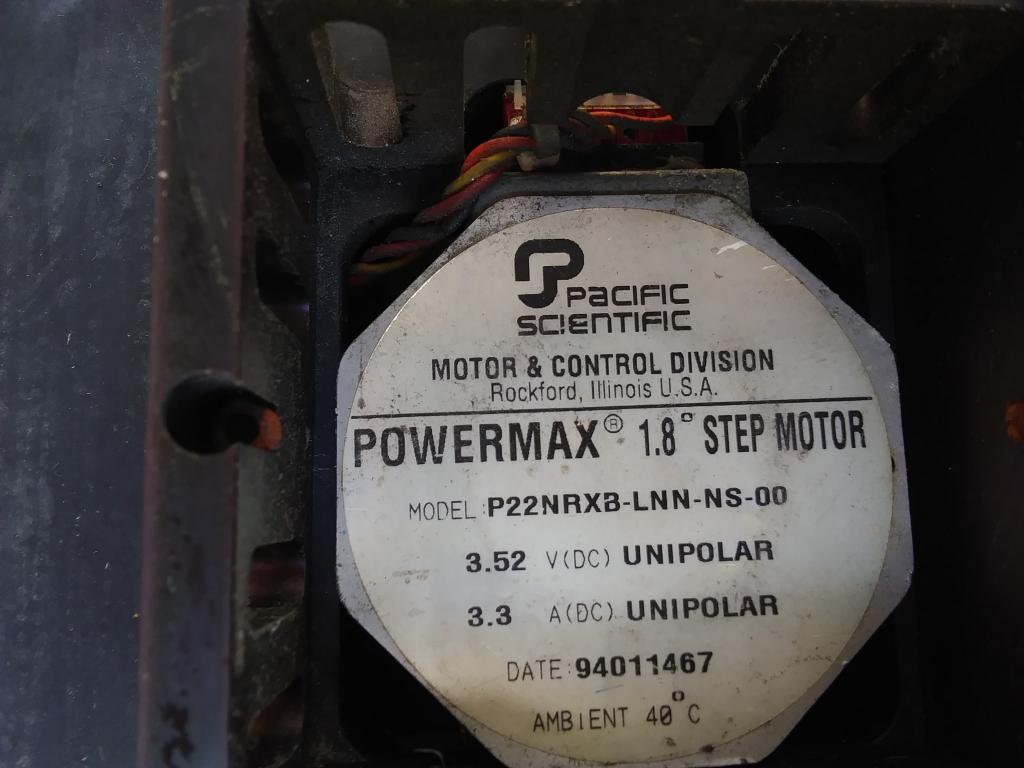 PACIFIC
SCIENTIFIC
MOTOR & CONTROL DIVISION
Rockford, Illinois U.S.A.
POWERMAX® 1.8° STEP MOTOR
MODEL P22NRXB-LNN-NS-00
3.52 V(DC) UNIPOLAR
3.3 A(DC) UNIPOLAR
DATE: 94011467
AMBIENT 40°C